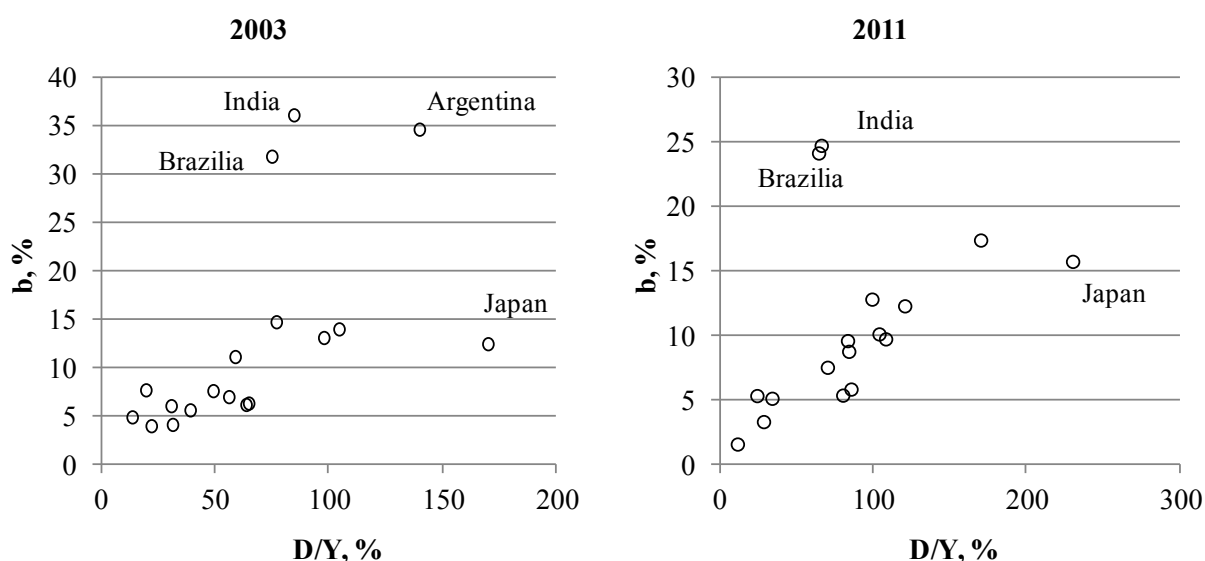 2003
40
35
30
25
20
15
10
5
0
b, %
India
Argentina
Brazilia
Japan
0 50 100 150 200
D/Y, %
2011
30
25
20
15
10
5
0
b, %
India
Brazilia
Japan
0 100 200 300
D/Y, %